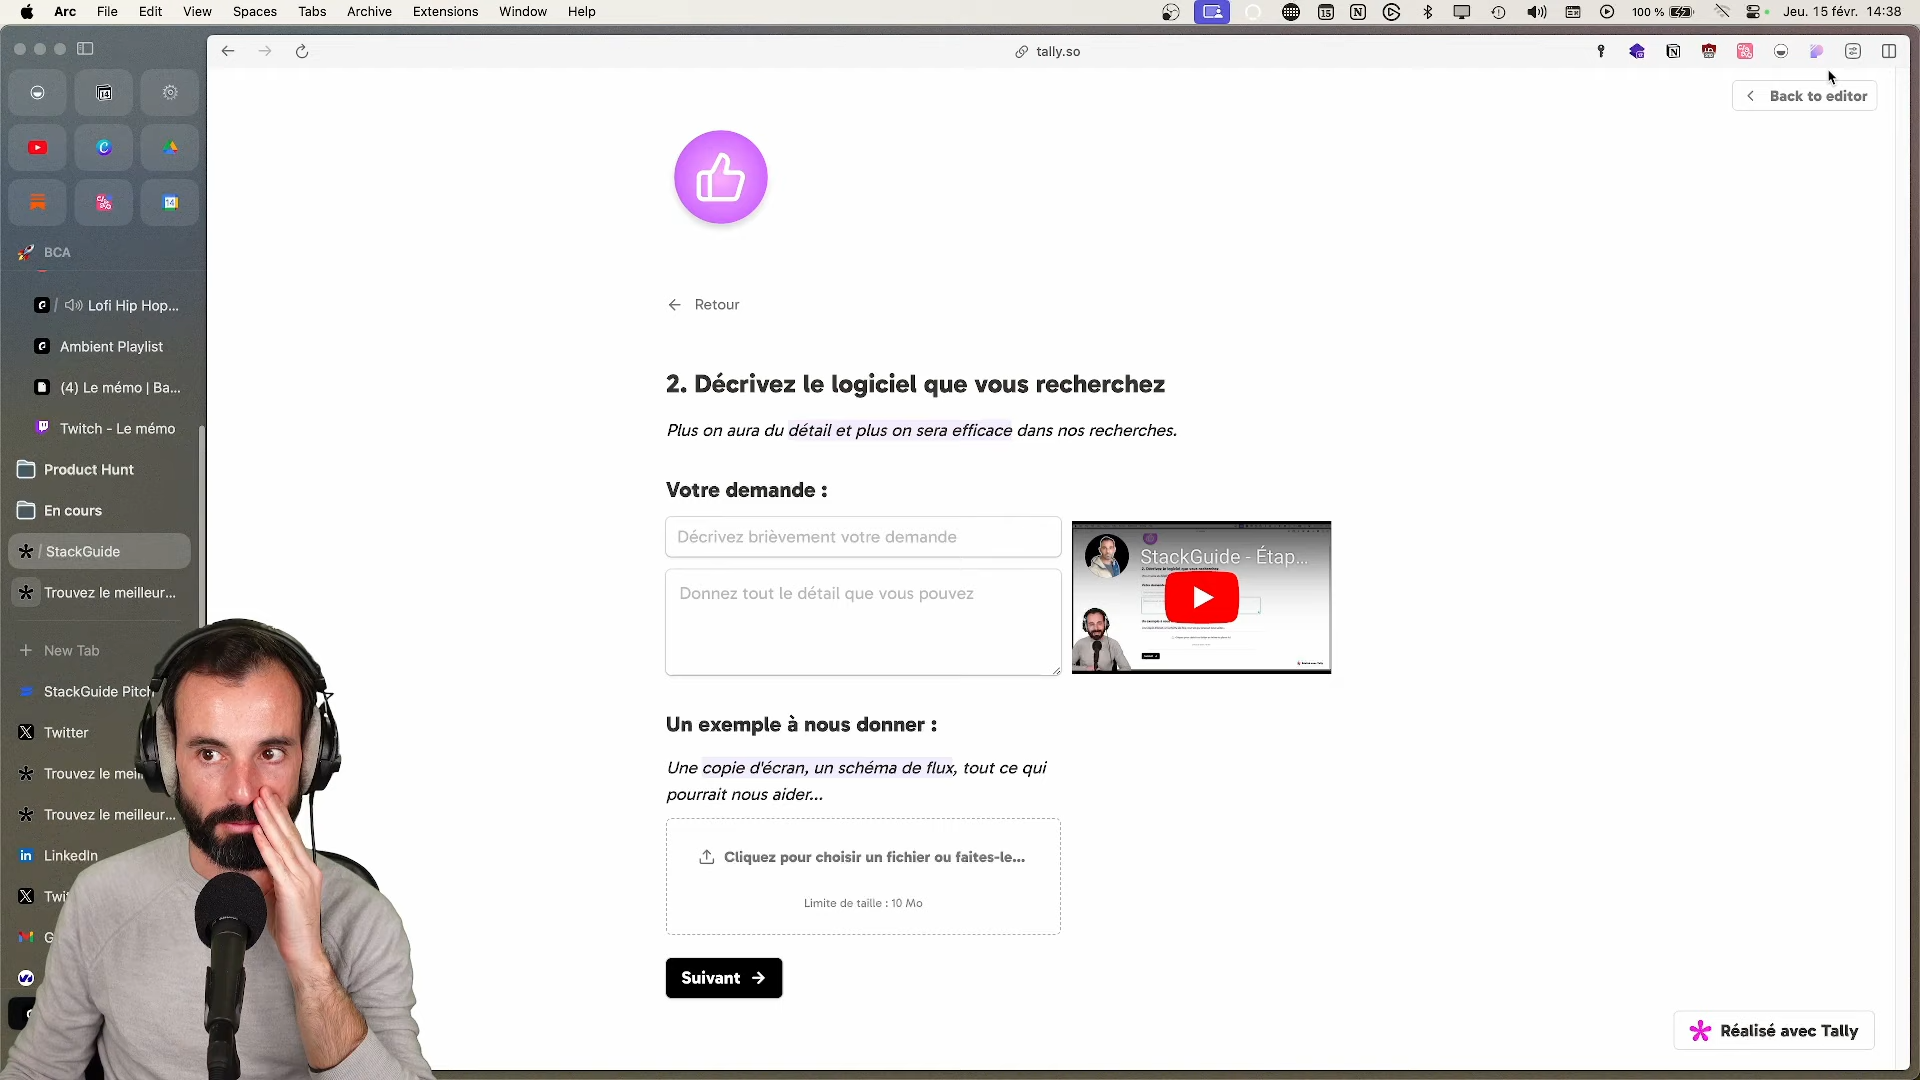 Arc File Edit View Spaces Tabs Archive Extensions Window Help
15
100 % Jeu. 15 févr. 14:38
tally.so
Back to editor
14
14
BCA
Lofi Hip Hop...
Ambient Playlist
(4) Le mémo | Ba...
Twitch - Le mémo
Product Hunt
En cours
/ StackGuide
Trouvez le meilleur...
+ New Tab
StackGuide Pitch
Twitter
Trouvez le meil
Trouvez le meilleur...
LinkedIn
Twit
G
Retour
2. Décrivez le logiciel que vous recherchez
Plus on aura du détail et plus on sera efficace dans nos recherches.
Votre demande :
Décrivez brièvement votre demande
Donnez tout le détail que vous pouvez
StackGuide - Étap...
Un exemple à nous donner :
Une copie d'écran, un schéma de flux, tout ce qui
pourrait nous aider...
Cliquez pour choisir un fichier ou faites-le...
Limite de taille : 10 Mo
Suivant
Réalisé avec Tally